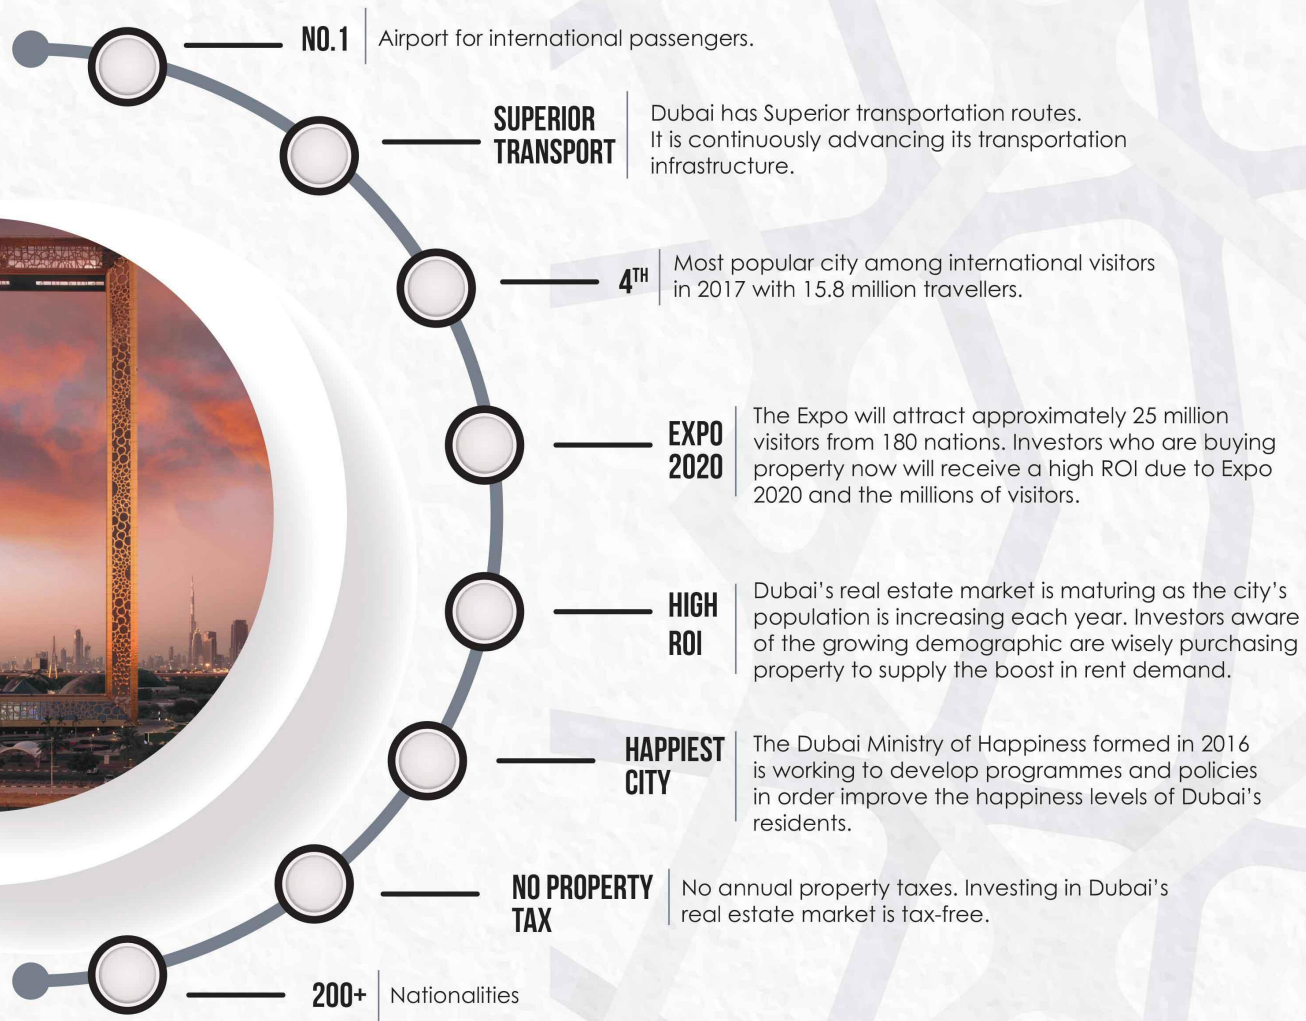 NO.1
Airport for international passengers.
SUPERIOR
TRANSPORT
Dubai has Superior transportation routes.
It is continuously advancing its transportation
infrastructure.
4TH
Most popular city among international visitors
in 2017 with 15.8 million travellers.
EXPO
2020
The Expo will attract approximately 25 million
visitors from 180 nations. Investors who are buying
property now will receive a high ROI due to Expo
2020 and the millions of visitors.
HIGH
ROI
Dubai’s real estate market is maturing as the city’s
population is increasing each year. Investors aware
of the growing demographic are wisely purchasing
property to supply the boost in rent demand.
HAPPIEST
CITY
The Dubai Ministry of Happiness formed in 2016
is working to develop programmes and policies
in order improve the happiness levels of Dubai’s
residents.
NO PROPERTY
TAX
No annual property taxes. Investing in Dubai’s
real estate market is tax-free.
200+
Nationalities